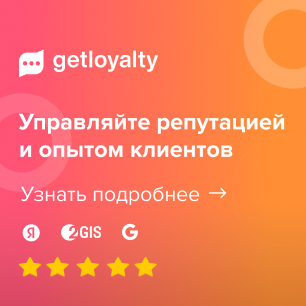 getloyalty
Управляйте репутацией
и опытом клиентов
Узнать подробнее →
Я 2GIS G